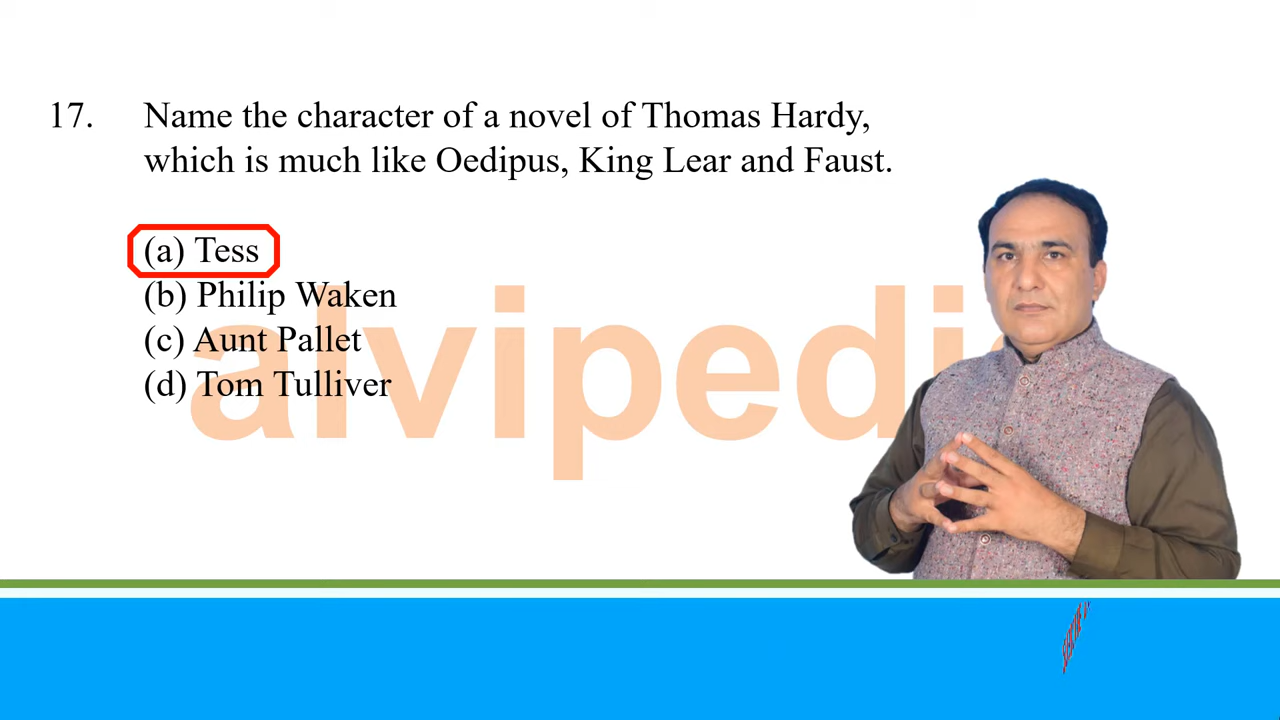 17. Name the character of a novel of Thomas Hardy,
which is much like Oedipus, King Lear and Faust.
(a) Tess
(b) Philip Waken
(c) Aunt Pallet
(d) Tom Tulliver